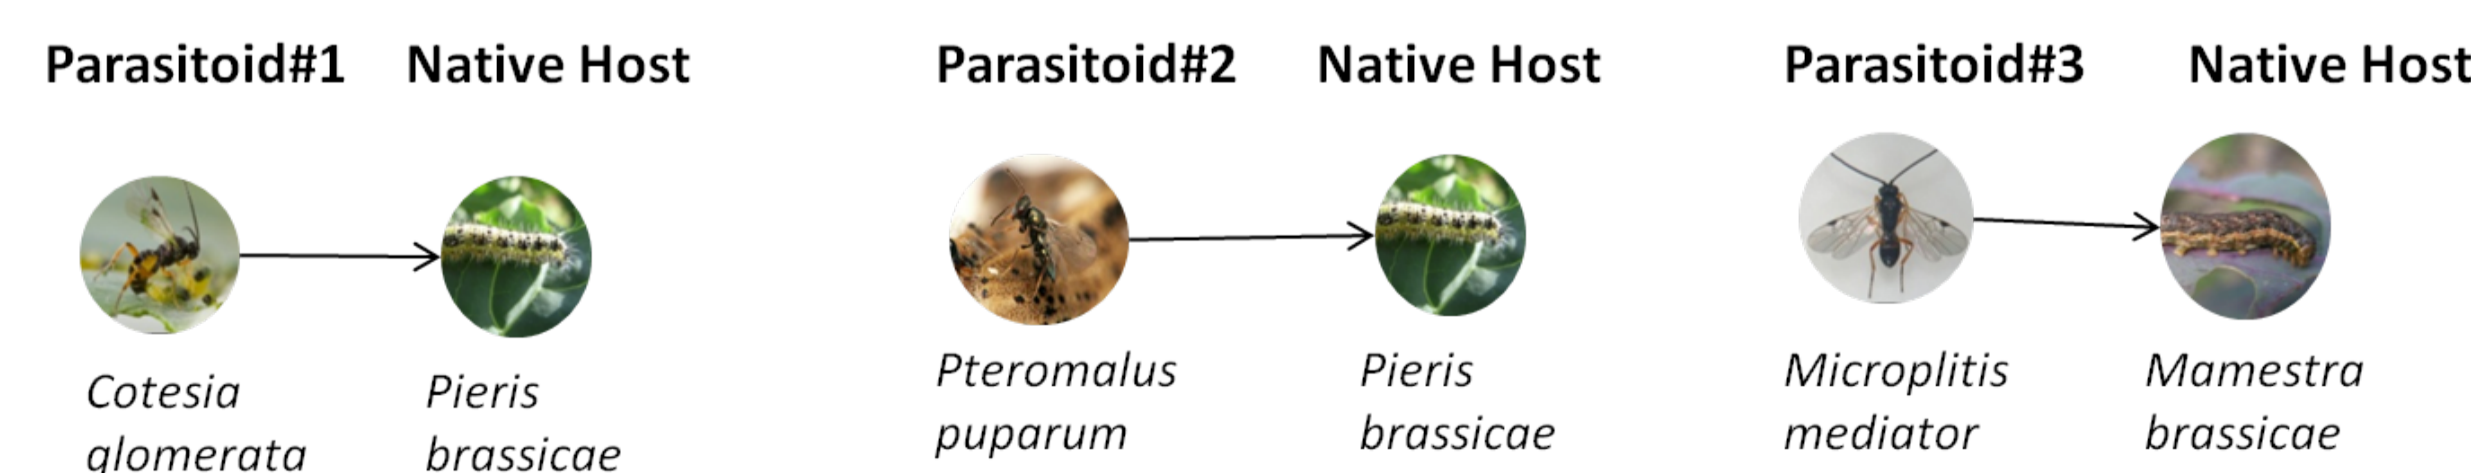 Parasitoid#1 Native Host Parasitoid#2 Native Host Parasitoid#3 Native Host
Cotesia
glomerata
Pieris
brassicae
Pteromalus
puparum
Pieris
brassicae
Microplitis
mediator
Mamestra
brassicae